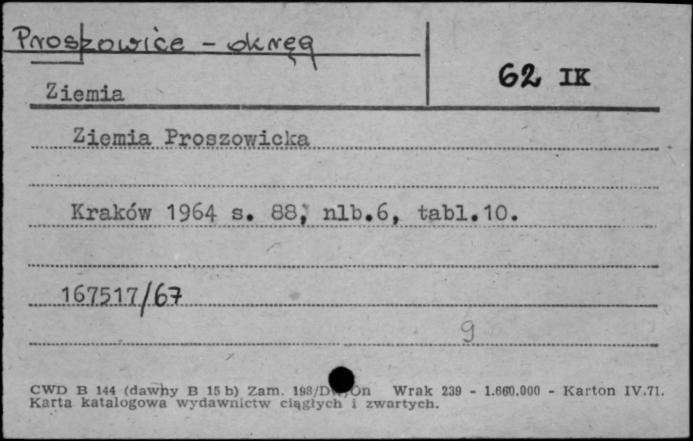 Proszowice - okręg
62 IK
Ziemia
Ziemia Proszowicka
Kraków 1964 s. 88, nlb.6, tabl.10.
167517/67
9
CWD B 144 (dawny B 15 b) Zam. Wrak 239 - 1.660.000 - Karton IV.71.
Karta katalogowa wydawnictw ciągłych i zwartych.